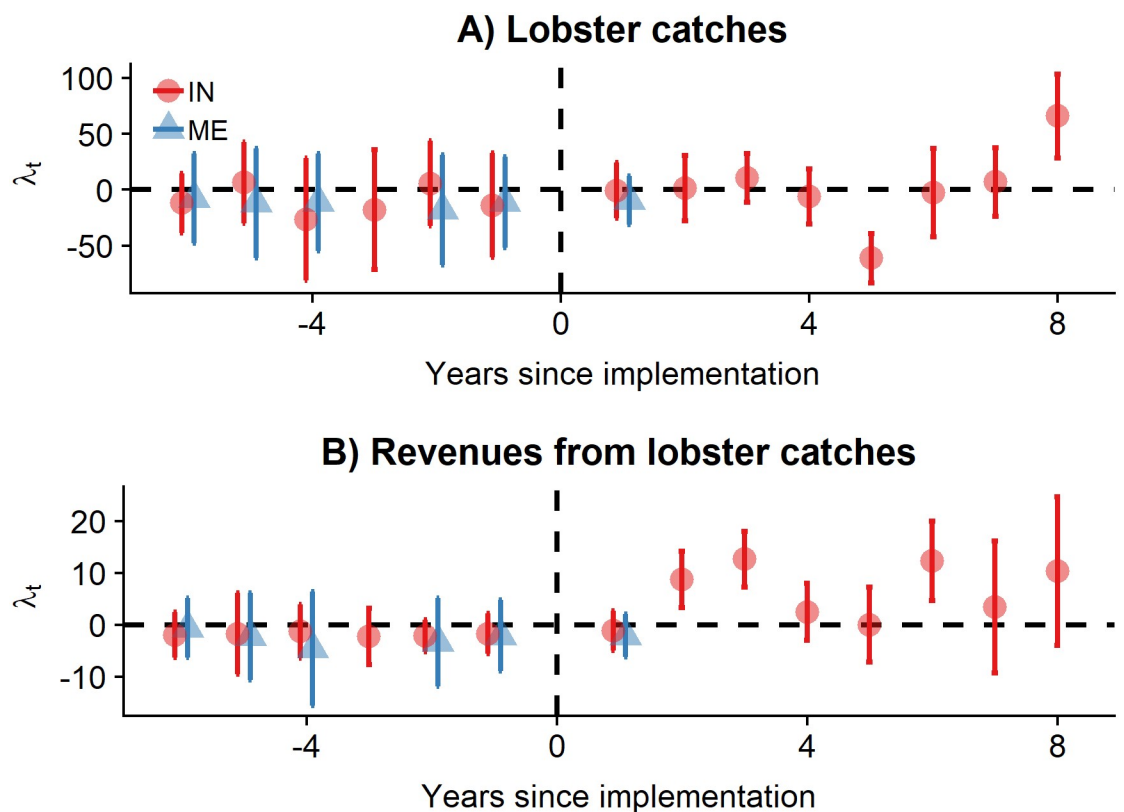 A) Lobster catches
100
50
0
-50
λt
IN
ME
-4
0
4
8
Years since implementation
B) Revenues from lobster catches
20
10
0
-10
λt
-4
0
4
8
Years since implementation